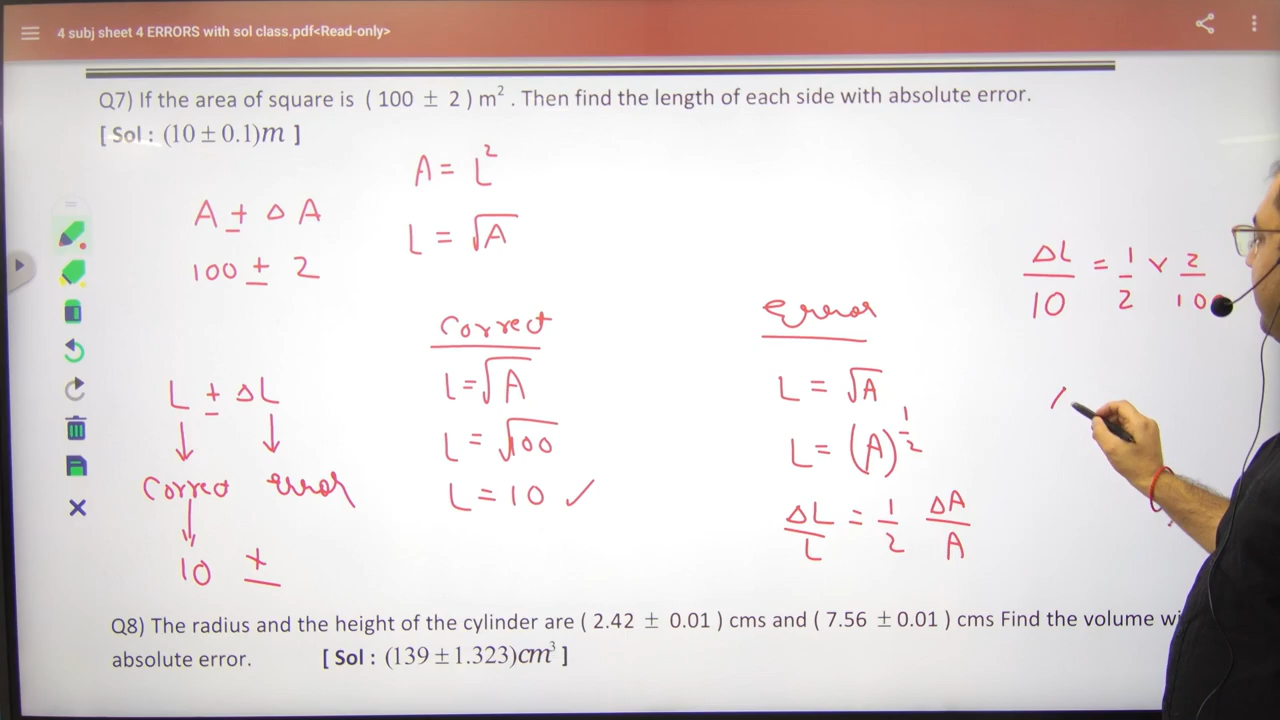 4 subj sheet 4 ERRORS with sol class.pdf<Read-only>
Q7) If the area of square is ( 100 ± 2 ) m². Then find the length of each side with absolute error.
[ Sol : (10 ± 0.1)m ]
A = L²
A ± ΔA
L = √A
100 ± 2
ΔL/10 = 1/2 × 2/10
Correct
Error
L = √A
L = √A
L ± ΔL
L = √100
L = (A)^1/2
Correct error
L = 10 ✓
ΔL/L = 1/2 ΔA/A
10 ±
Q8) The radius and the height of the cylinder are ( 2.42 ± 0.01 ) cms and ( 7.56 ±0.01 ) cms Find the volume
absolute error. [ Sol : (139 ± 1.323)cm³ ]